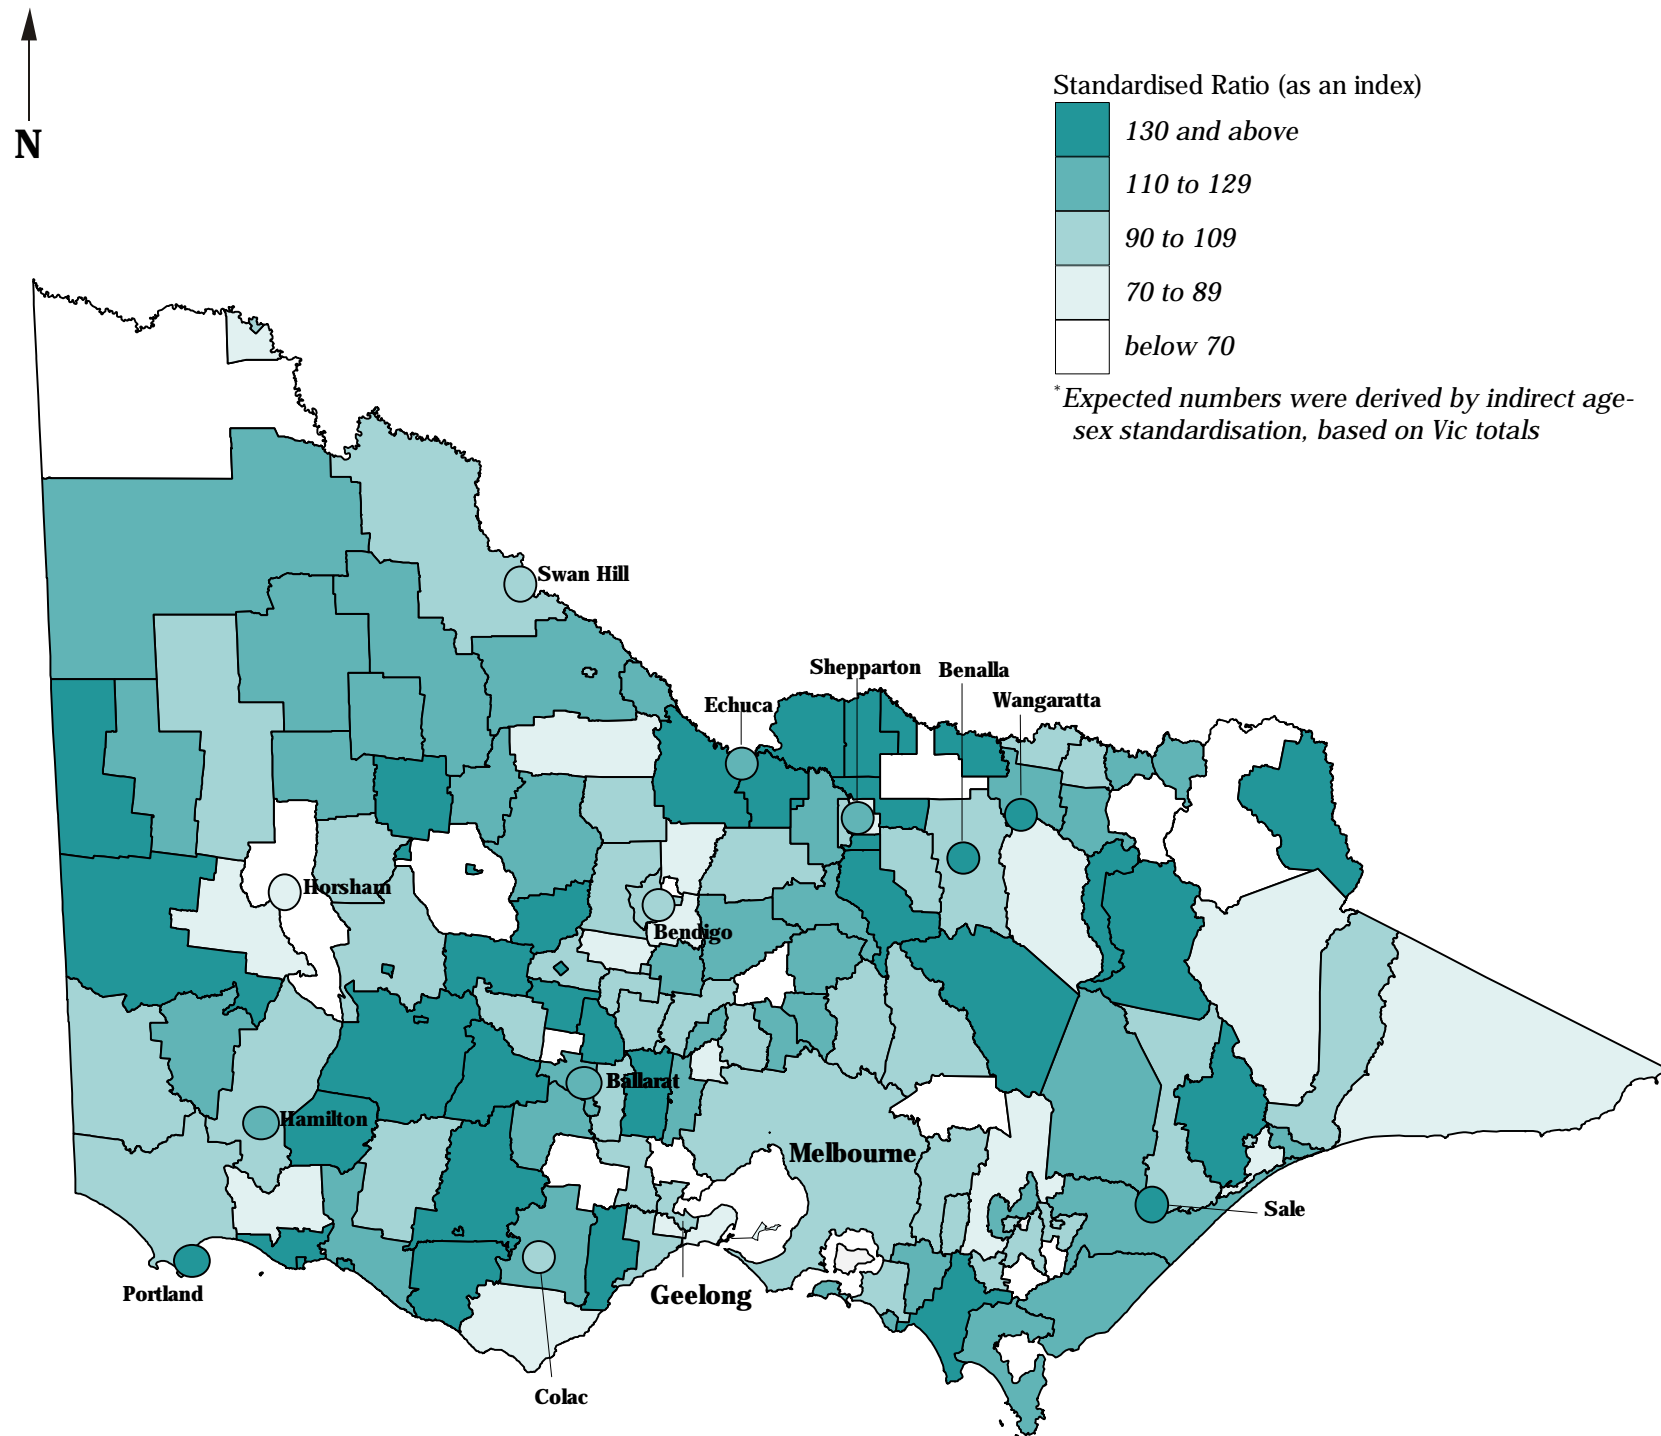 N
Standardised Ratio (as an index)
130 and above
110 to 129
90 to 109
70 to 89
below 70
*Expected numbers were derived by indirect age-
sex standardisation, based on Vic totals
Swan Hill
Shepparton
Benalla
Echuca
Wangaratta
Horsham
Bendigo
Ballarat
Hamilton
Melbourne
Sale
Portland
Geelong
Colac